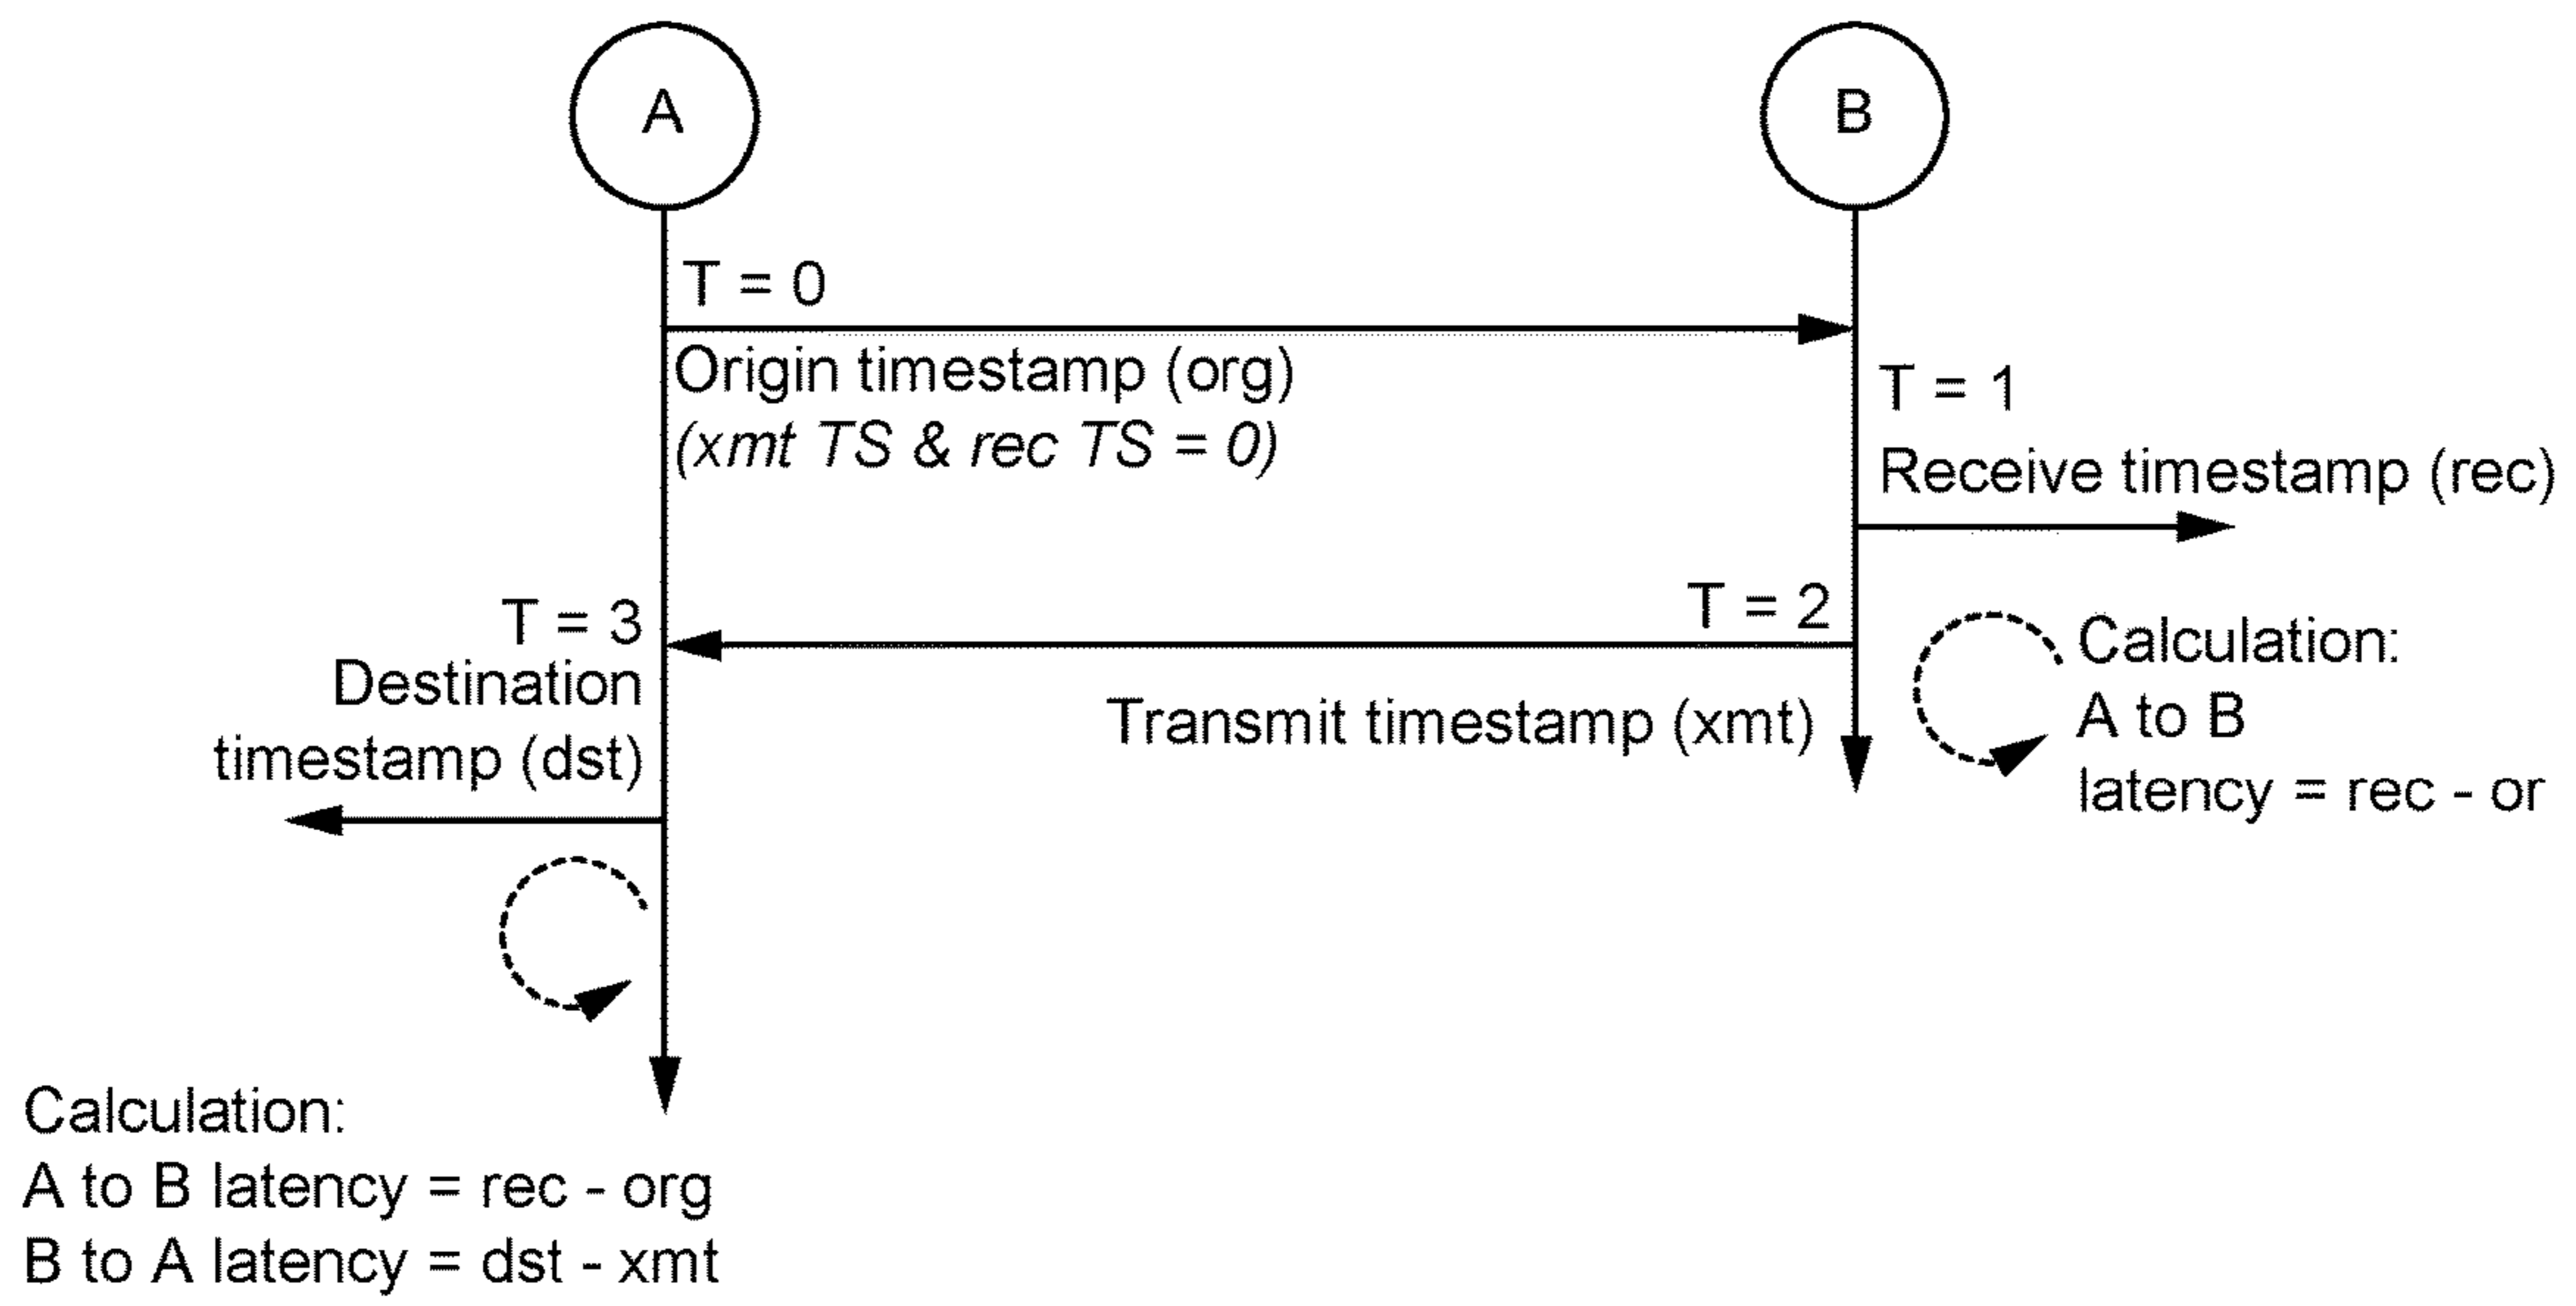 A
B
T = 0
Origin timestamp (org)
(xmt TS & rec TS = 0)
T = 1
Receive timestamp (rec)
T = 2
Transmit timestamp (xmt)
Calculation:
A to B
latency = rec - or
T = 3
Destination
timestamp (dst)
Calculation:
A to B latency = rec - org
B to A latency = dst - xmt